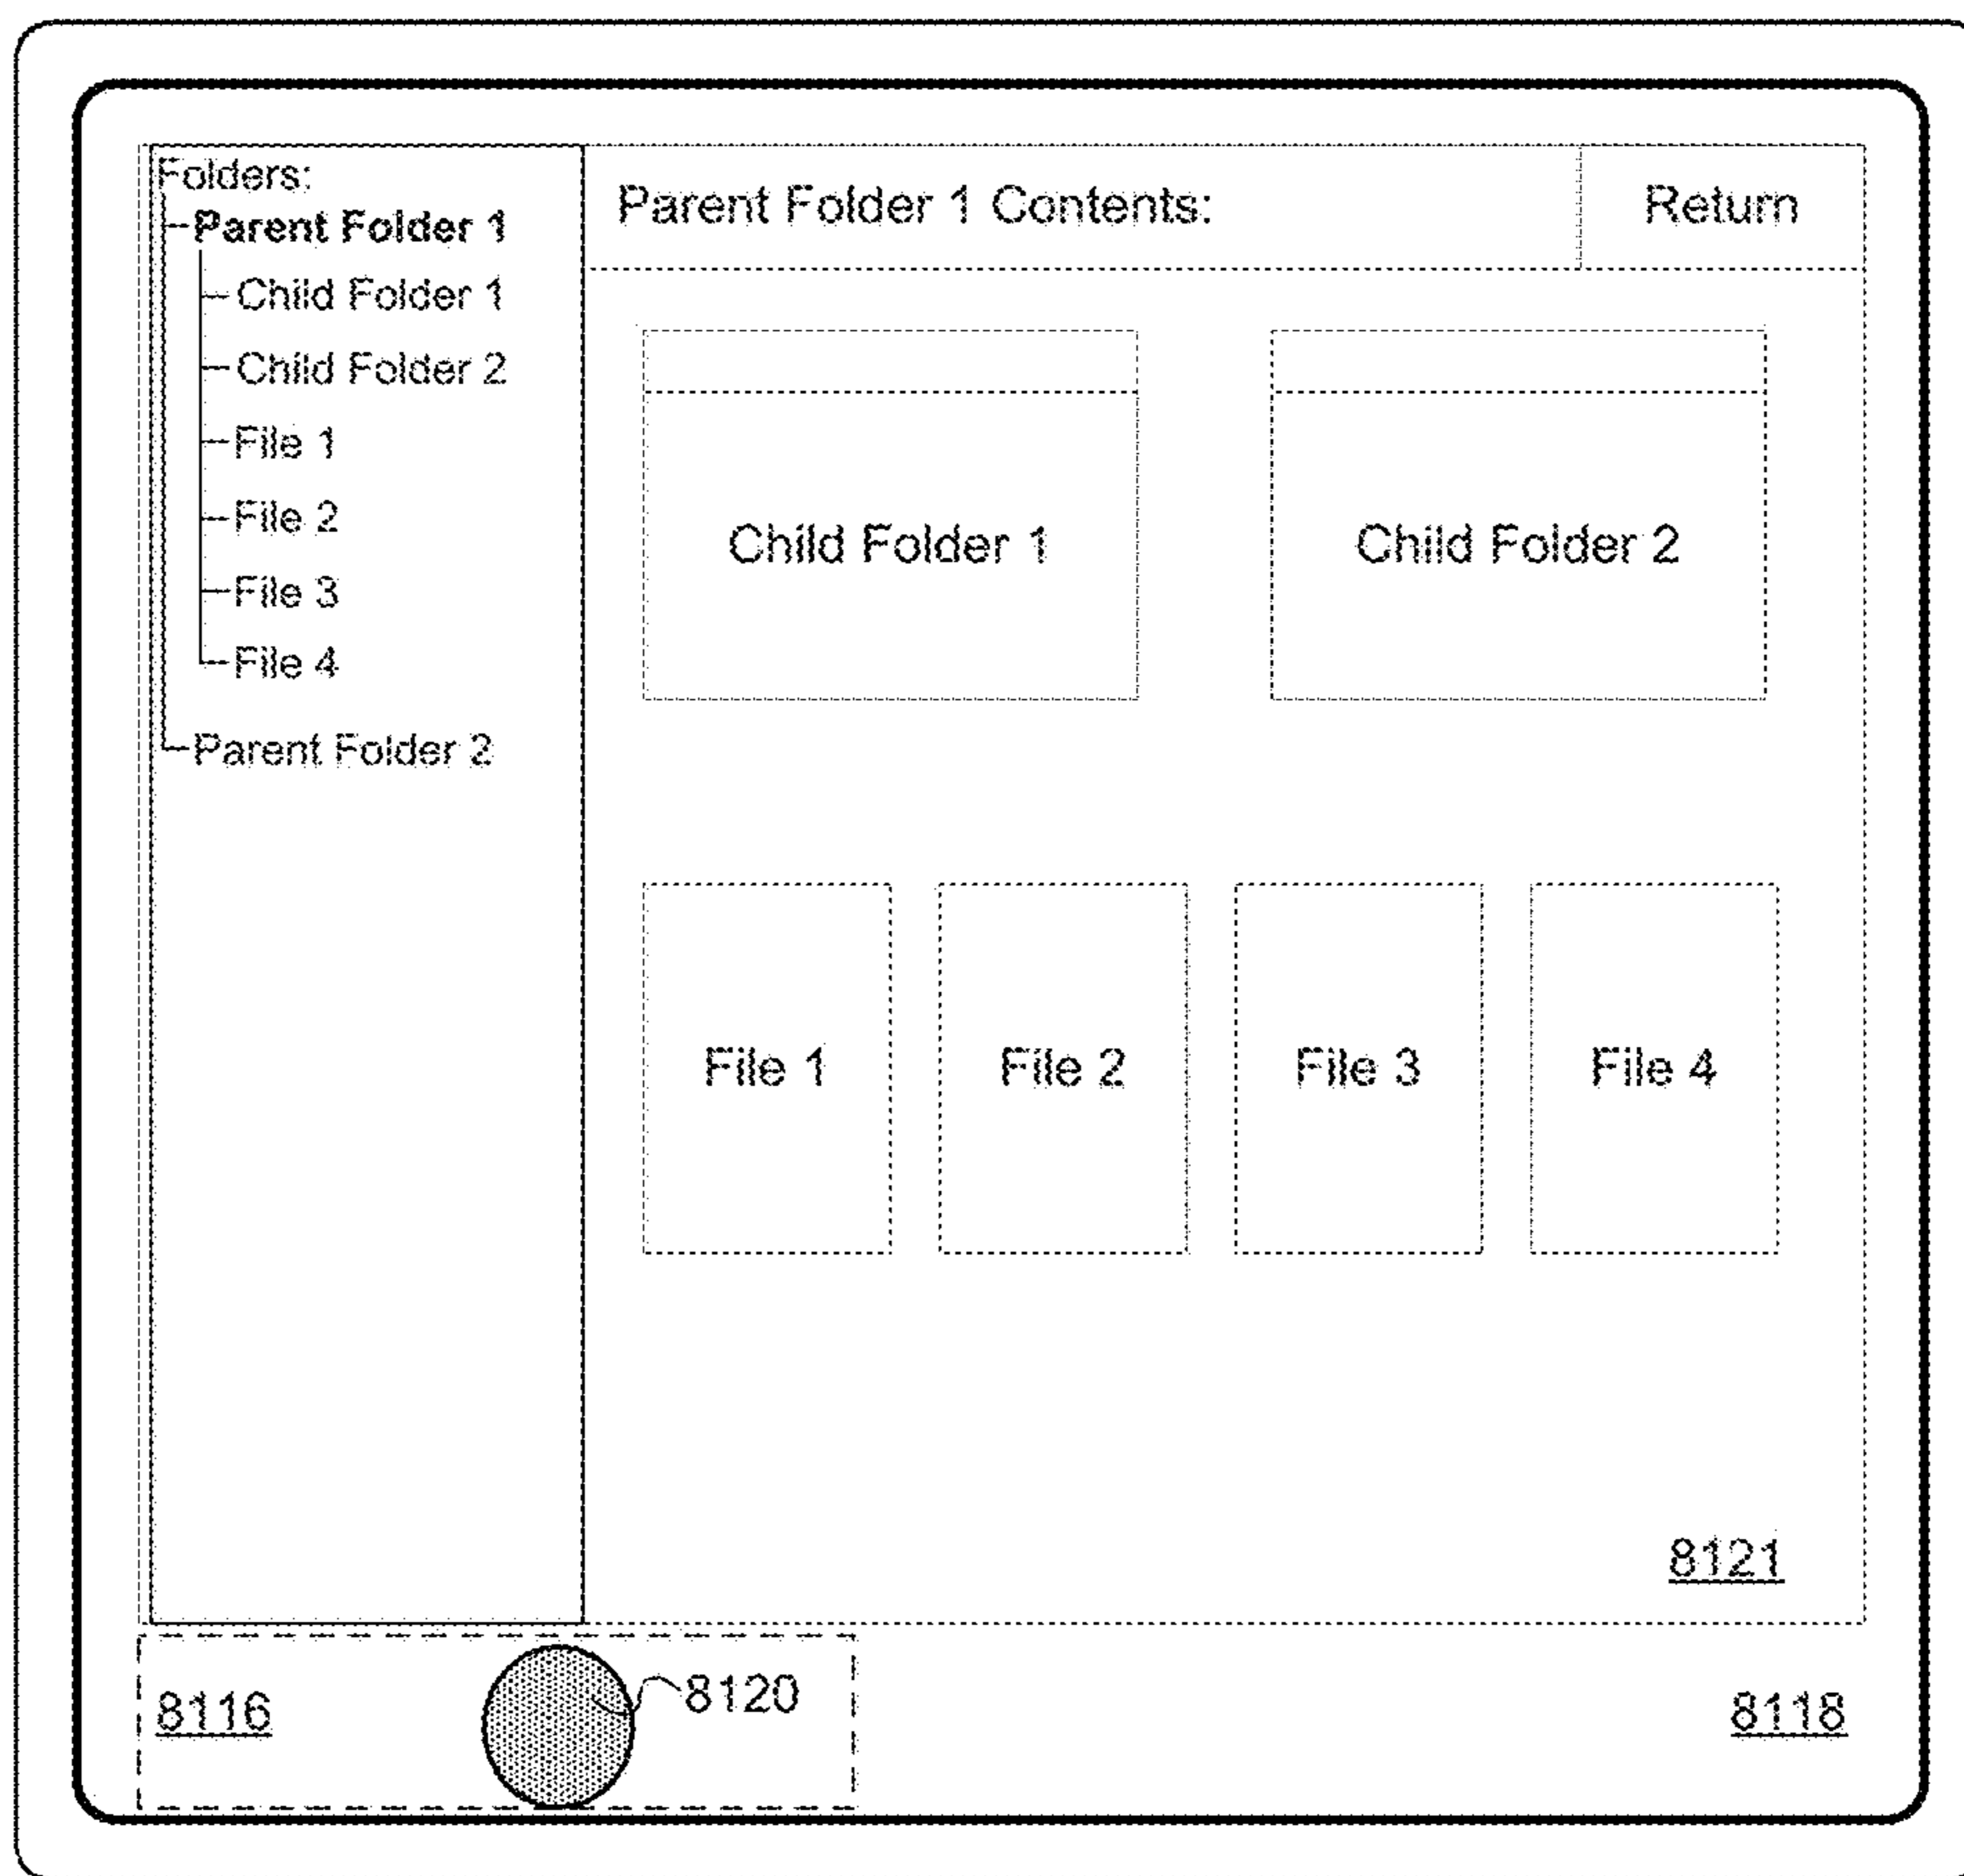 Folders:
Parent Folder 1
Child Folder 1
Child Folder 2
File 1
File 2
File 3
File 4
Parent Folder 2
Parent Folder 1 Contents:
Return
Child Folder 1
Child Folder 2
File 1
File 2
File 3
File 4
8121
8116
8120
8118